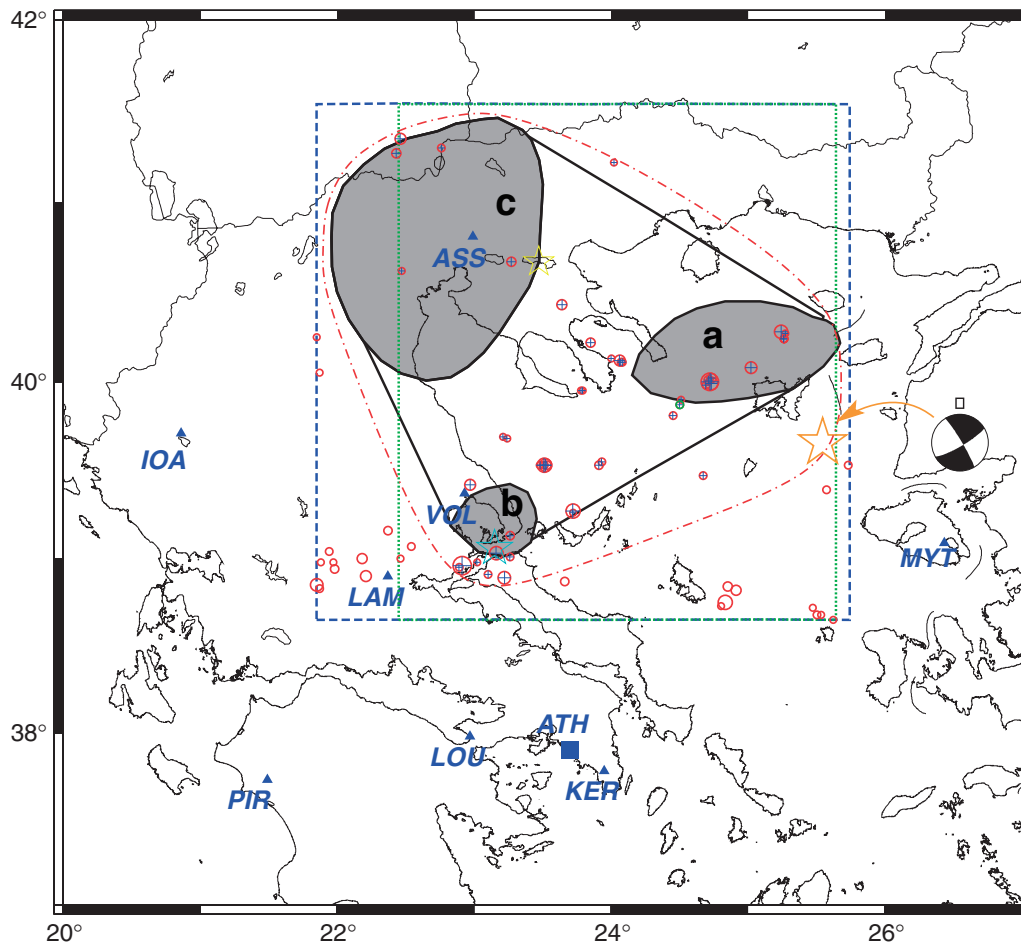 42°
c
ASS
a
40°
IOA
b
VOL
MYT
LAM
38°
ATH
LOU
KER
PIR
20°
22°
24°
26°